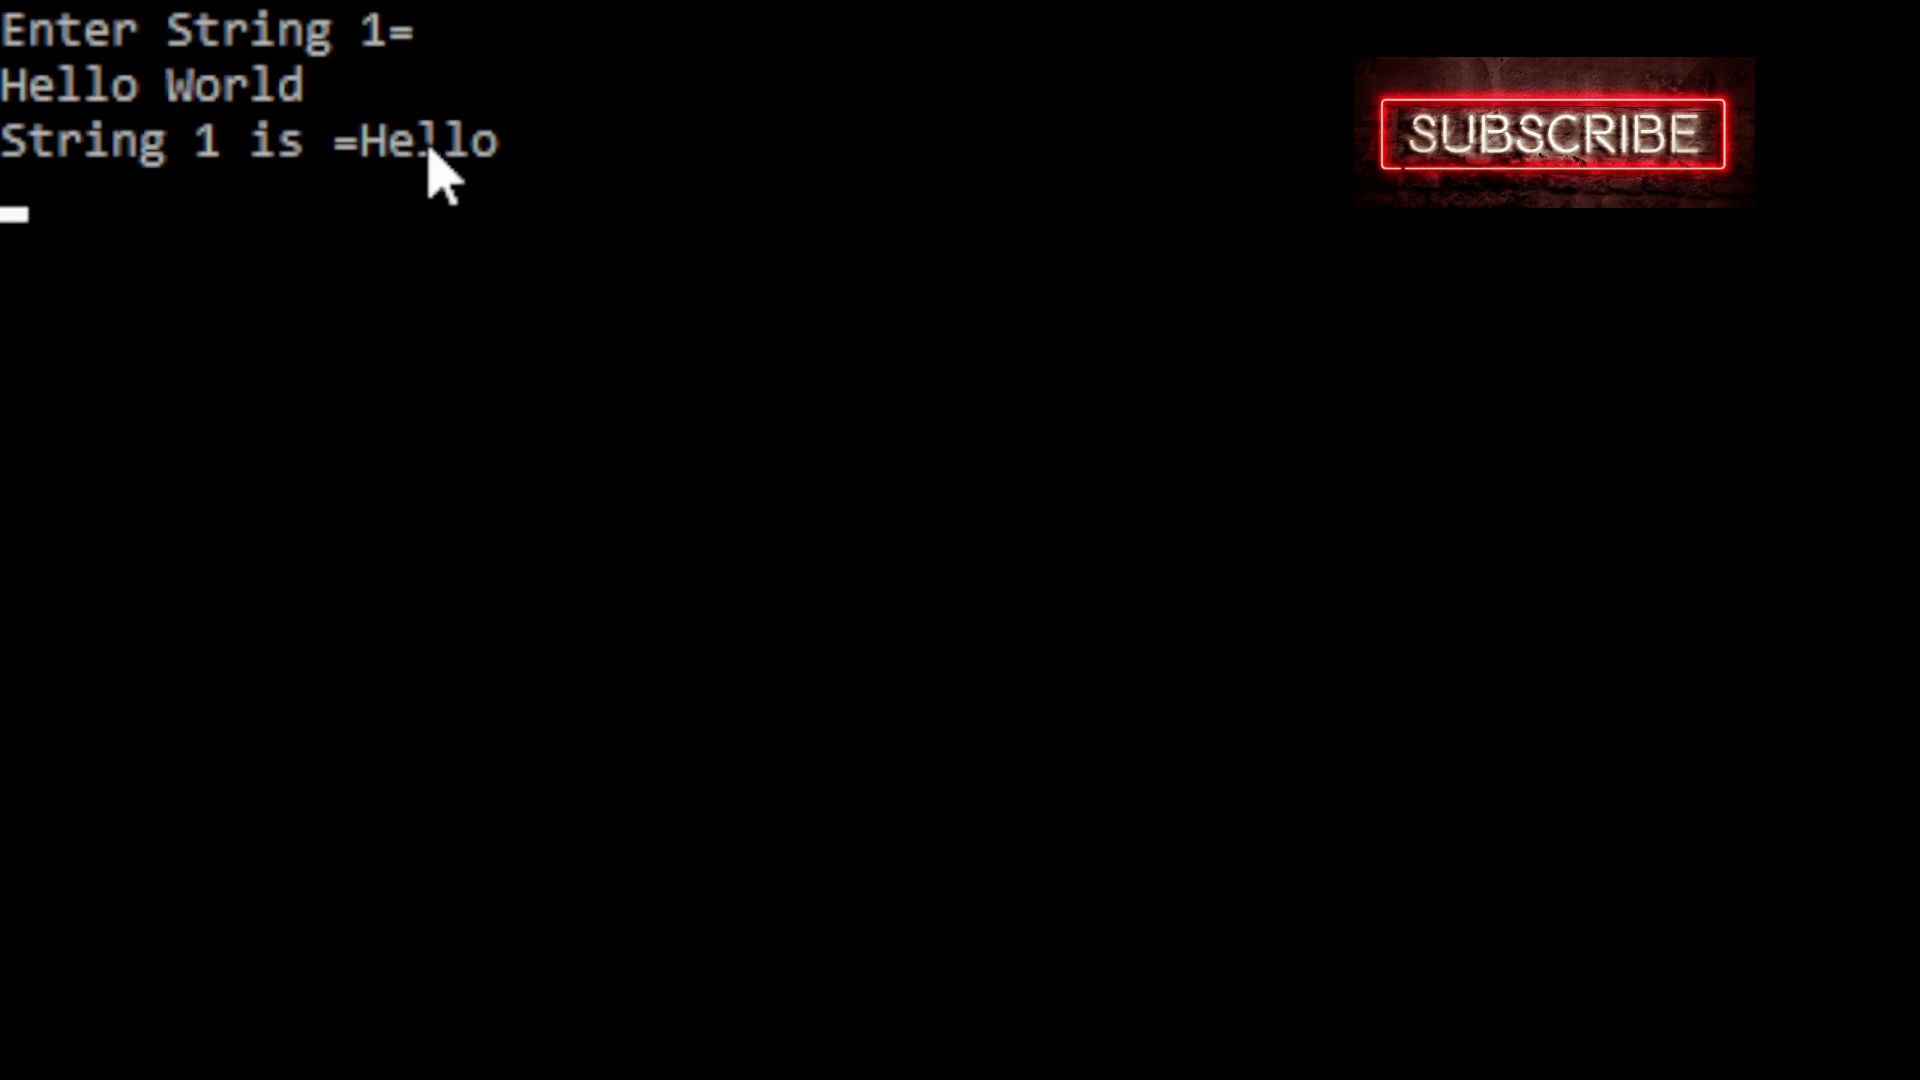 Enter String 1=
Hello World
String 1 is =Hello
SUBSCRIBE